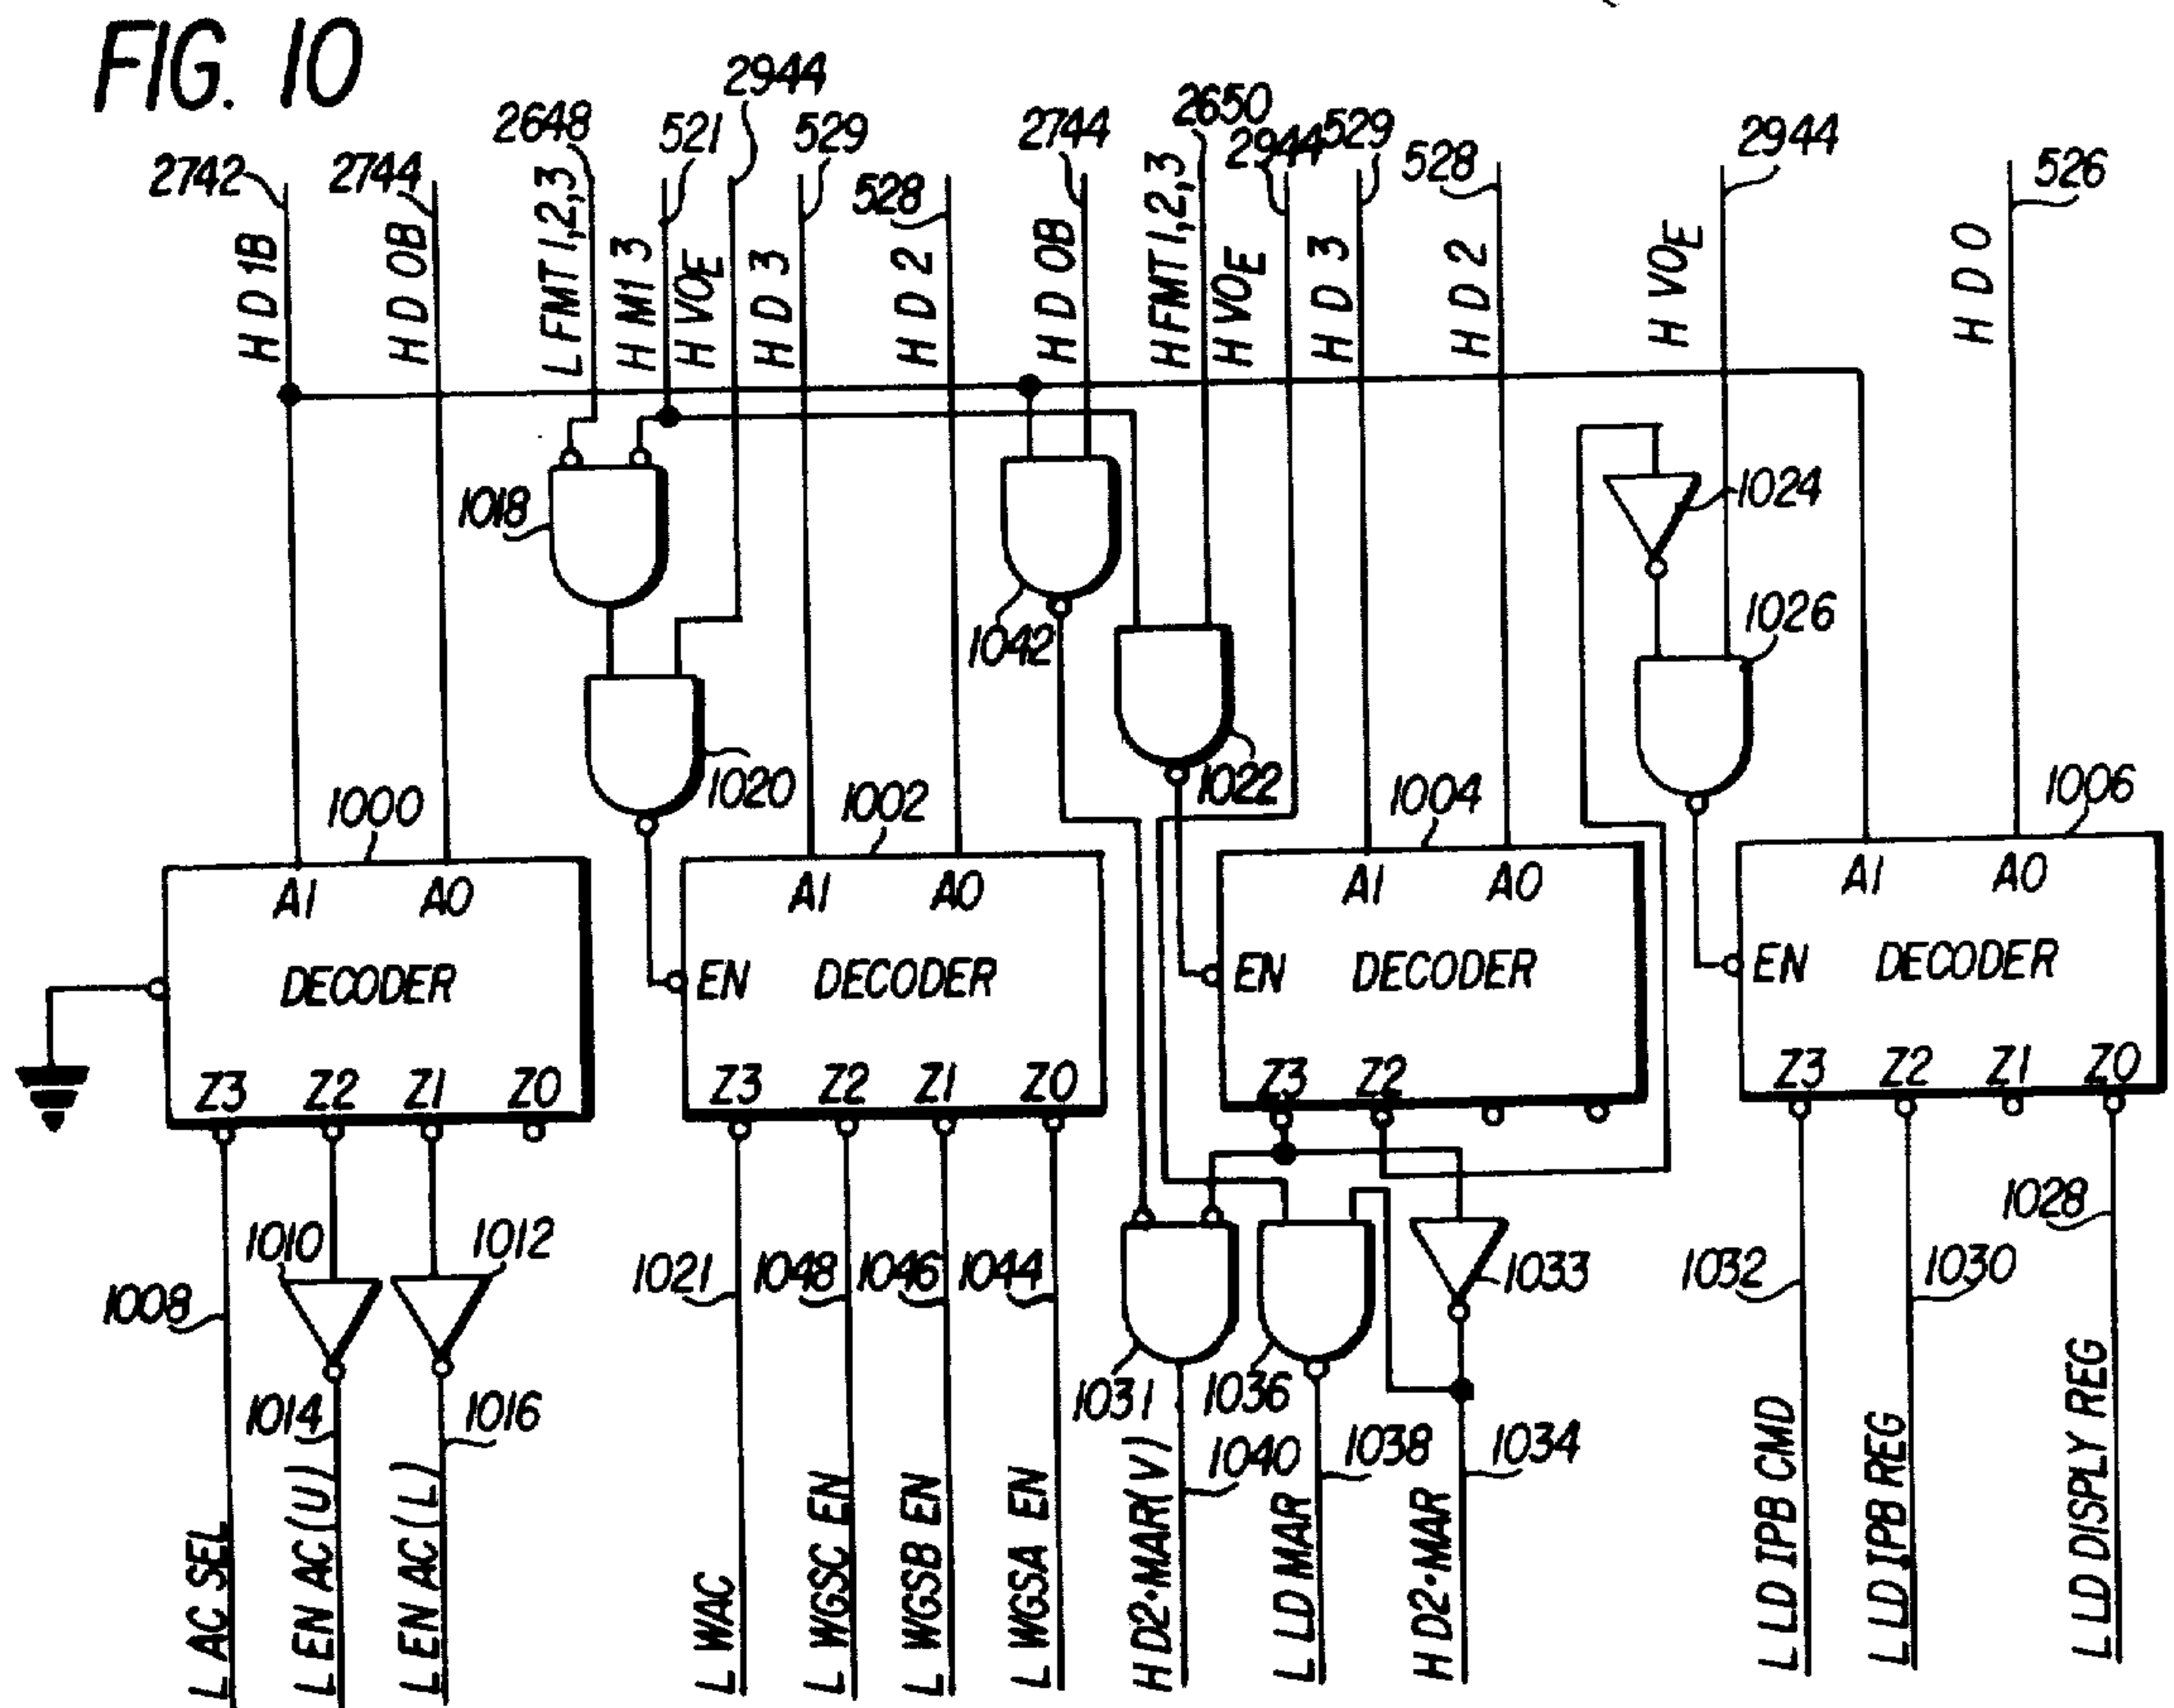 FIG. 10
2742
2744
2648
521
2944
529
528
2744
2650
2944
529
528
2944
526
H D 1B
H D 0B
L FMT 1,2,3
H MI 3
H VOE
H D 3
H D 2
H D 0B
H FMT 1,2,3
H VOE
H D 3
H D 2
H VOE
H D 0
1018
1042
1024
1026
1020
1022
1000
1002
1004
1006
A1 A0
A1 A0
A1 A0
A1 A0
DECODER
EN DECODER
EN DECODER
EN DECODER
Z3 Z2 Z1 Z0
Z3 Z2 Z1 Z0
Z3 Z2
Z3 Z2 Z1 Z0
1008
1010
1012
1014
1016
1021
1048
1046
1044
1031
1036
1033
1040
1038
1034
1032
1030
1028
L AC SEL
L EN AC(U)
L EN AC(L)
L WAC
L WGSC EN
L WGSB EN
L WGSA EN
H D2•MAR(V)
L LD MAR
H D2•MAR
L LD IPB CMD
L LD IPB REG
L LD DISPLY REG